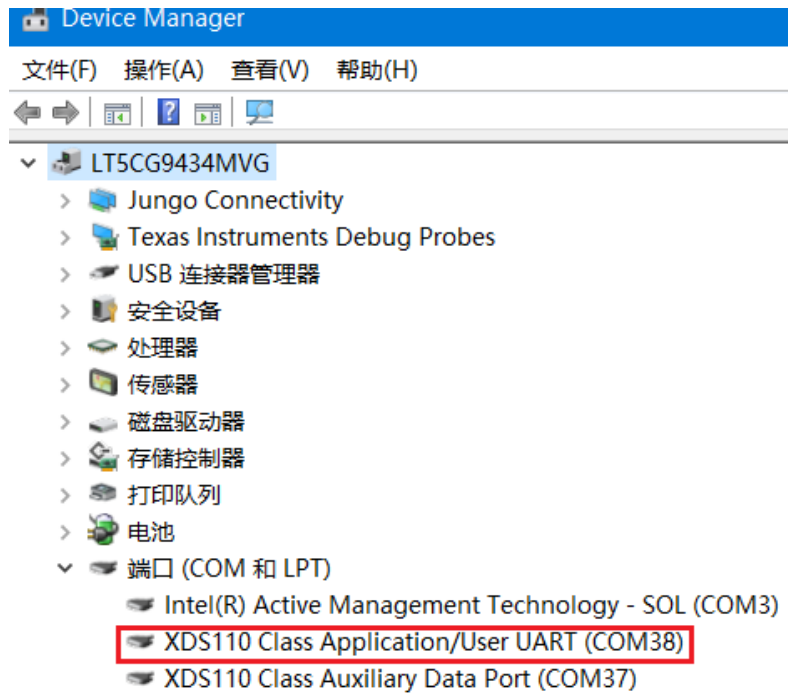 Device Manager
文件(F) 操作(A) 查看(V) 帮助(H)
?
LT5CG9434MVG
Jungo Connectivity
Texas Instruments Debug Probes
USB 连接器管理器
安全设备
处理器
传感器
磁盘驱动器
存储控制器
打印队列
电池
端口 (COM 和 LPT)
Intel(R) Active Management Technology - SOL (COM3)
XDS110 Class Application/User UART (COM38)
XDS110 Class Auxiliary Data Port (COM37)